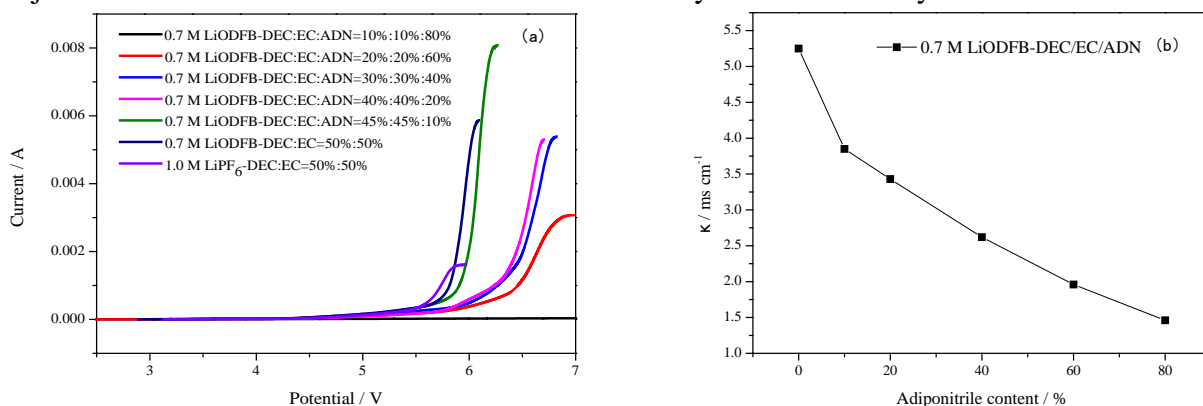 (a)
0.7 M LiODFB-DEC:EC:ADN=10%:10%:80%
0.7 M LiODFB-DEC:EC:ADN=20%:20%:60%
0.7 M LiODFB-DEC:EC:ADN=30%:30%:40%
0.7 M LiODFB-DEC:EC:ADN=40%:40%:20%
0.7 M LiODFB-DEC:EC:ADN=45%:45%:10%
0.7 M LiODFB-DEC:EC=50%:50%
1.0 M LiPF6-DEC:EC=50%:50%
0.008
0.006
0.004
0.002
0.000
Current / A
3 4 5 6 7
Potential / V
(b)
0.7 M LiODFB-DEC/EC/ADN
5.5
5.0
4.5
4.0
3.5
3.0
2.5
2.0
1.5
1.0
κ / ms cm-1
0 20 40 60 80
Adiponitrile content / %